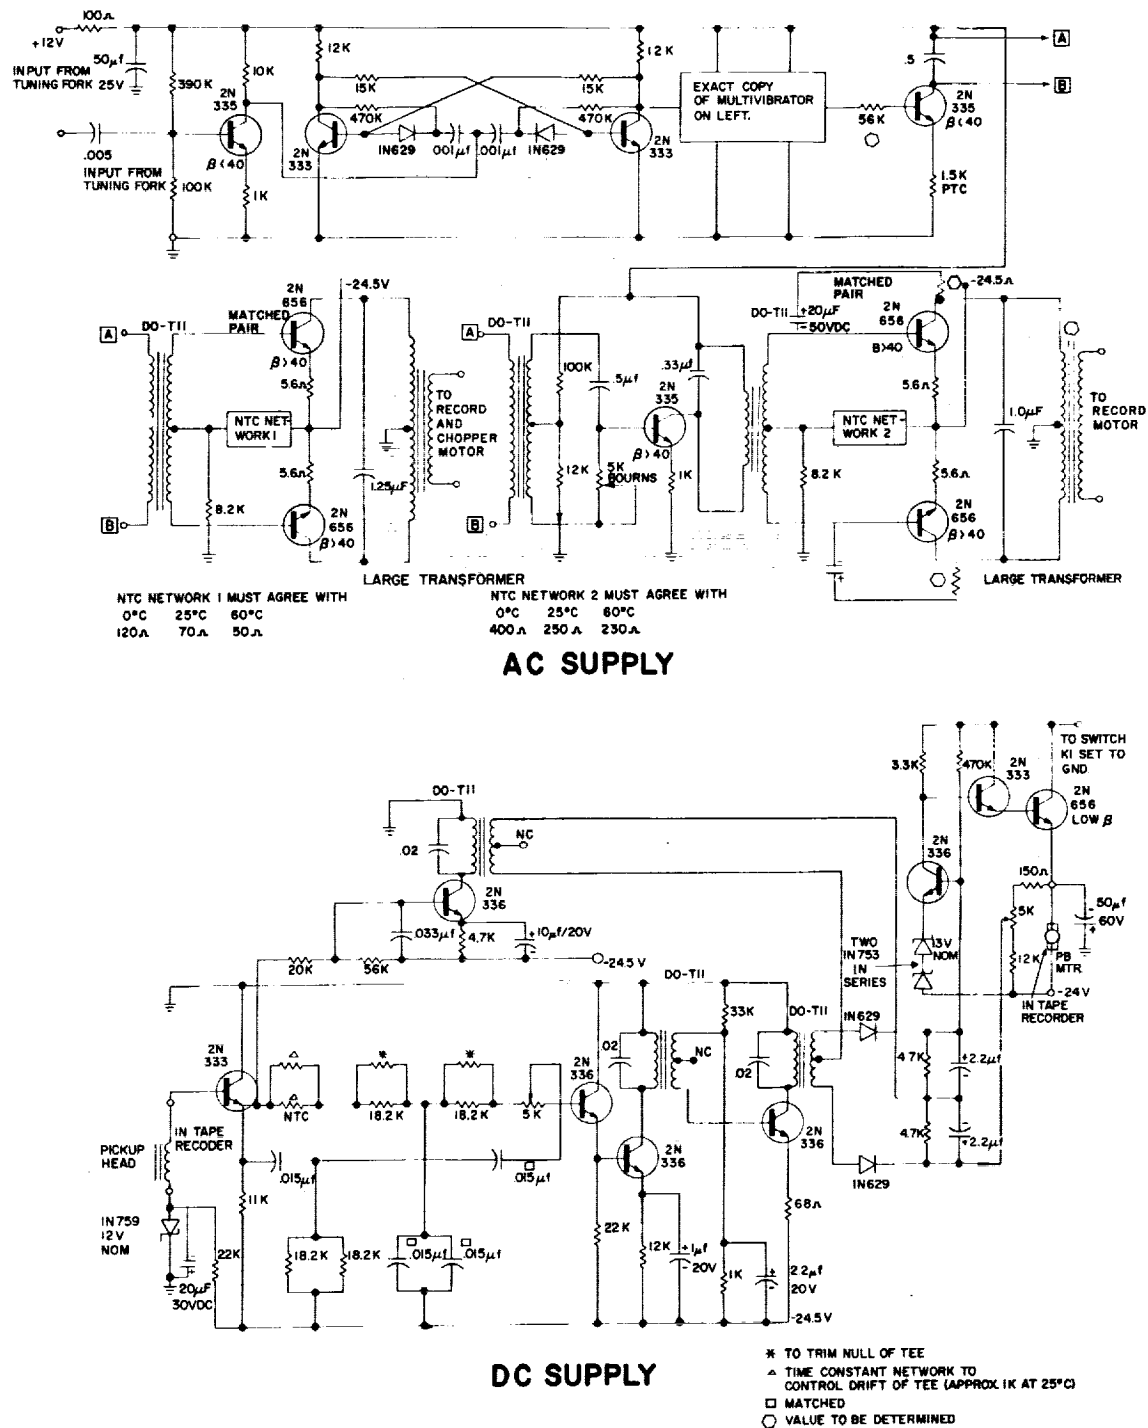 100Ω
+12V
50µf
INPUT FROM
TUNING FORK 25V
390K
10K
2N
335
β<40
.005
INPUT FROM
TUNING FORK
100K
1K
12K
15K
470K
2N
333
IN629
.001µf
.001µf
IN629
12K
15K
470K
2N
333
EXACT COPY
OF MULTIVIBRATOR
ON LEFT.
56K
.5
2N
335
β<40
1.5K
PTC
A
B
A
B
DO-T11
MATCHED
PAIR
2N
656
β>40
-24.5V
5.6Ω
NTC NET-
WORK 1
5.6Ω
8.2K
2N
656
β>40
1.25µF
TO
RECORD
AND
CHOPPER
MOTOR
LARGE TRANSFORMER
A
B
DO-T11
100K
12K
.5µf
5K
BOURNS
2N
335
β>40
1K
.33µf
DO-T11
+20µF
-50VDC
MATCHED
PAIR
2N
656
B>40
-24.5Ω
5.6Ω
NTC NET-
WORK 2
8.2K
5.6Ω
2N
656
β>40
1.0µF
TO
RECORD
MOTOR
LARGE TRANSFORMER
NTC NETWORK 1 MUST AGREE WITH
0°C 25°C 60°C
120Ω 70Ω 50Ω
NTC NETWORK 2 MUST AGREE WITH
0°C 25°C 60°C
400Ω 250Ω 230Ω
AC SUPPLY
DO-T11
.02
NC
2N
336
.033µf
4.7K
+10µf/20V
20K
56K
-24.5 V
3.3K
470K
2N
333
TO SWITCH
K1 SET TO
GND.
2N
656
LOW β
2N
336
150Ω
5K
-50µf
60V
+
TWO
IN753
IN
SERIES
13V
NOM
12K
PB
MTR.
-24V
IN TAPE
RECORDER
2N
333
NTC
IN TAPE
RECODER
PICKUP
HEAD
.015µf
11K
IN759
12V
NOM
20µF
30VDC
22K
*
18.2K
*
18.2K
5K
.015µf
18.2K
18.2K
.015µf
.015µf
2N
336
.02
DO-T11
NC
2N
336
22K
12K
+1µf
20V
33K
1K
2.2µf
20V
DO-T11
.02
2N
336
68Ω
-24.5V
IN629
IN629
4.7K
+2.2µf
4.7K
+2.2µf
DC SUPPLY
* TO TRIM NULL OF TEE
△ TIME CONSTANT NETWORK TO
CONTROL DRIFT OF TEE (APPROX. 1K AT 25°C)
□ MATCHED
⬡ VALUE TO BE DETERMINED